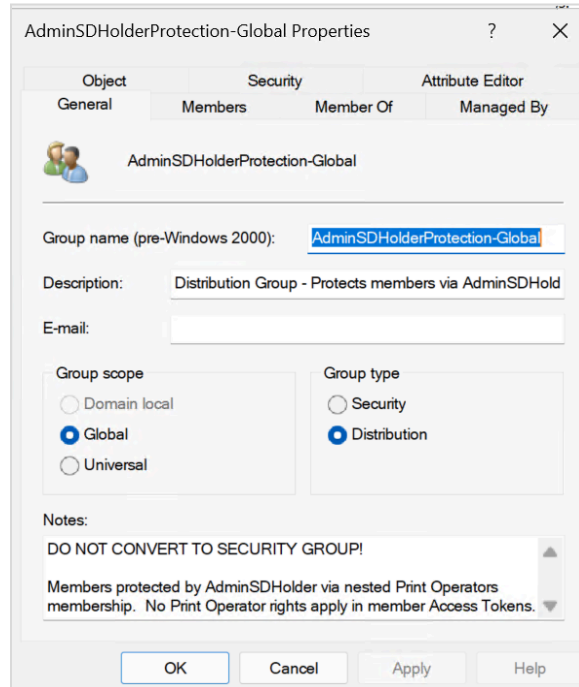 AdminSDHolderProtection-Global Properties ?
Object Security Attribute Editor
General Members Member Of Managed By
AdminSDHolderProtection-Global
Group name (pre-Windows 2000): AdminSDHolderProtection-Global
Description: Distribution Group - Protects members via AdminSDHold
E-mail:
Group scope Group type
Domain local Security
Global Distribution
Universal
Notes:
DO NOT CONVERT TO SECURITY GROUP!
Members protected by AdminSDHolder via nested Print Operators
membership. No Print Operator rights apply in member Access Tokens.
OK Cancel Apply Help